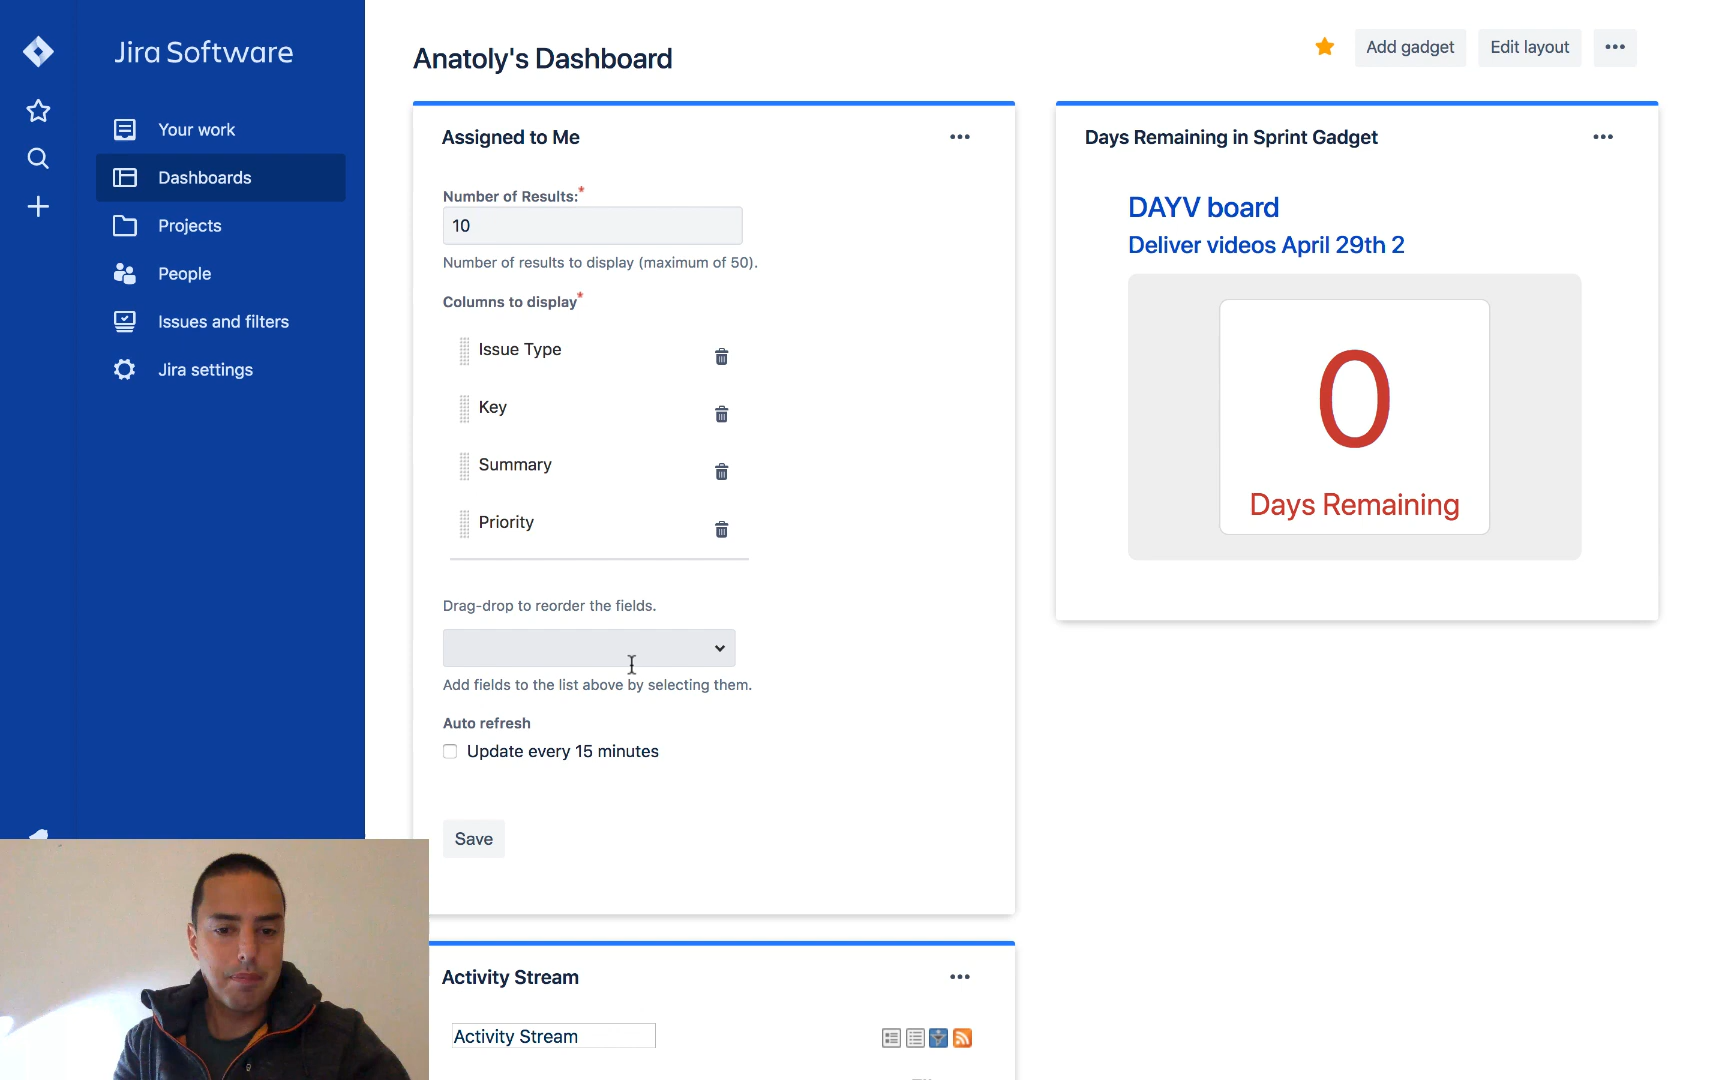 Jira Software
Your work
Dashboards
Projects
People
Issues and filters
Jira settings
Anatoly's Dashboard
Add gadget
Edit layout
Assigned to Me
Number of Results:*
10
Number of results to display (maximum of 50).
Columns to display*
Issue Type
Key
Summary
Priority
Drag-drop to reorder the fields.
Add fields to the list above by selecting them.
Auto refresh
Update every 15 minutes
Save
Activity Stream
Activity Stream
Days Remaining in Sprint Gadget
DAYV board
Deliver videos April 29th 2
0
Days Remaining